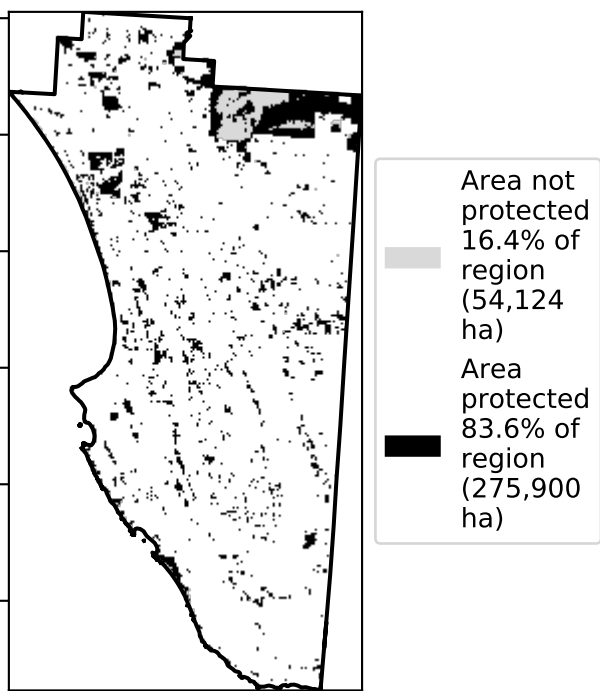 Area not
protected
16.4% of
region
(54,124
ha)
Area
protected
83.6% of
region
(275,900
ha)